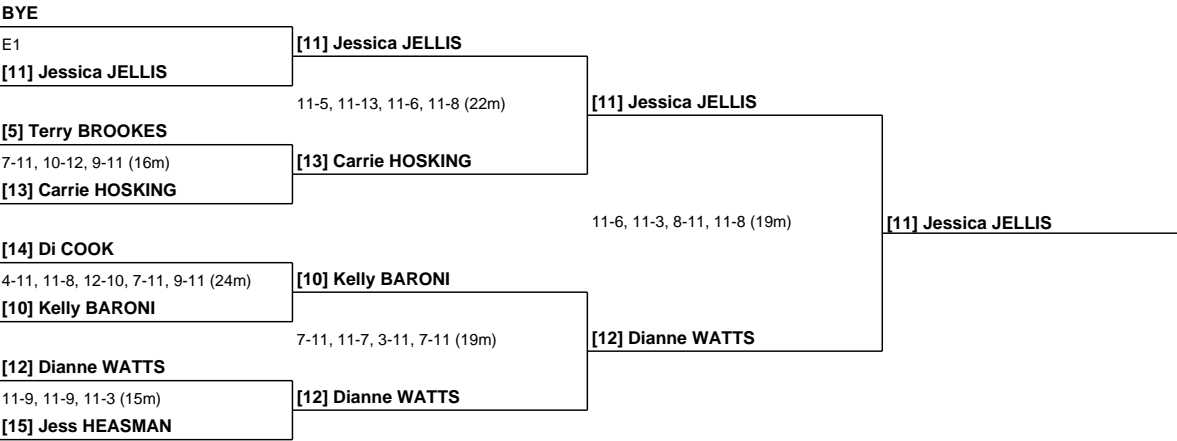 BYE
E1
[11] Jessica JELLIS
[5] Terry BROOKES
7-11, 10-12, 9-11 (16m)
[13] Carrie HOSKING
[14] Di COOK
4-11, 11-8, 12-10, 7-11, 9-11 (24m)
[10] Kelly BARONI
[12] Dianne WATTS
11-9, 11-9, 11-3 (15m)
[15] Jess HEASMAN
[11] Jessica JELLIS
11-5, 11-13, 11-6, 11-8 (22m)
[13] Carrie HOSKING
[10] Kelly BARONI
7-11, 11-7, 3-11, 7-11 (19m)
[12] Dianne WATTS
[11] Jessica JELLIS
11-6, 11-3, 8-11, 11-8 (19m)
[12] Dianne WATTS
[11] Jessica JELLIS